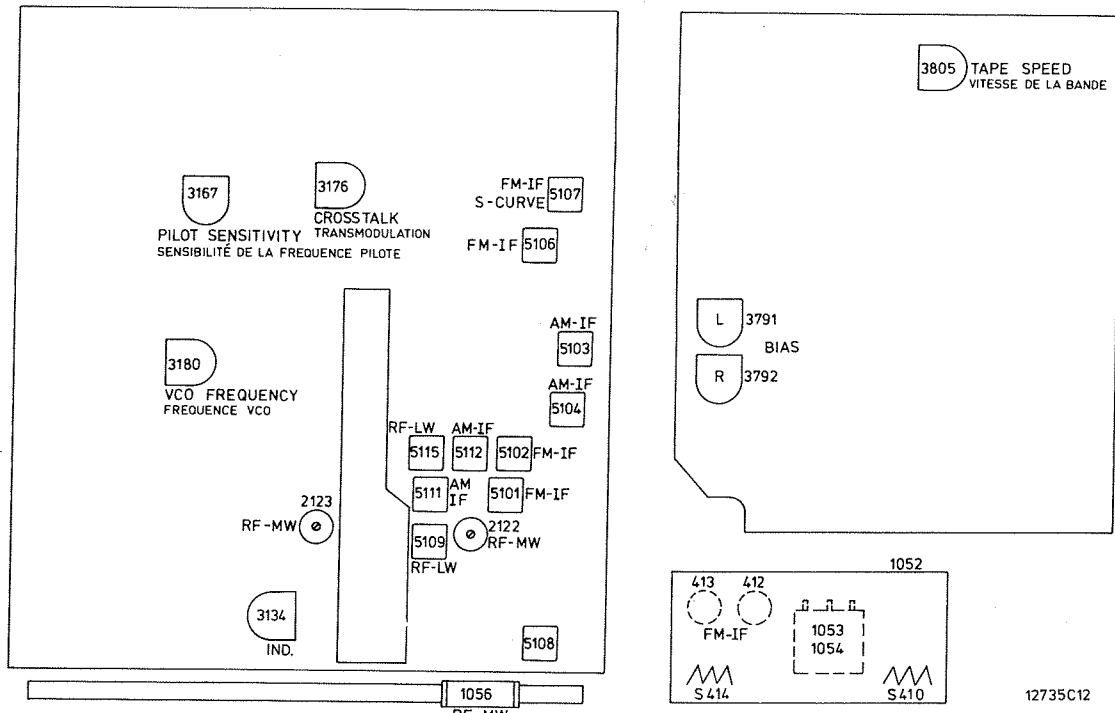 3805
TAPE SPEED
VITESSE DE LA BANDE
3167
PILOT SENSITIVITY
SENSIBILITÉ DE LA FREQUENCE PILOTE
3176
CROSSTALK
TRANSMODULATION
FM-IF
S-CURVE
5107
FM-IF
5106
AM-IF
5103
AM-IF
5104
3180
VCO FREQUENCY
FREQUENCE VCO
L
3791
BIAS
R
3792
RF-LW
5115
AM-IF
5112
5102
FM-IF
5111
AM
IF
5101
FM-IF
2123
RF-MW
5109
RF-LW
2122
RF-MW
3134
IND.
5108
1056
RF-MW
1052
413
412
FM-IF
1053
1054
S414
S410
12735C12